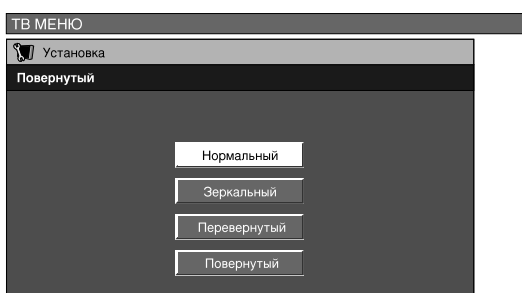 ТВ МЕНЮ
Установка
Повернутый
Нормальный
Зеркальный
Перевернутый
Повернутый